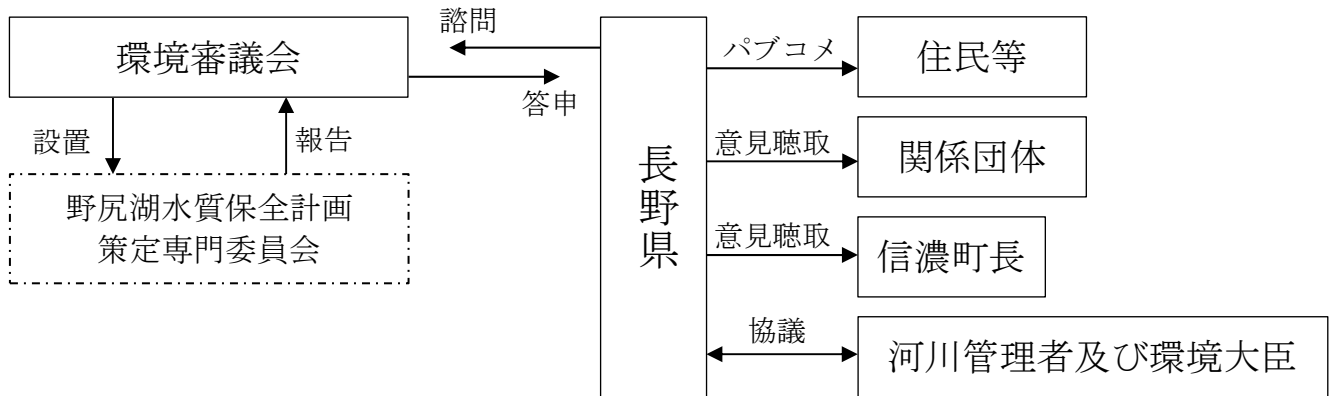 環境審議会
諮問
答申
設置
報告
野尻湖水質保全計画
策定専門委員会
長野県
パブコメ
住民等
意見聴取
関係団体
意見聴取
信濃町長
協議
河川管理者及び環境大臣